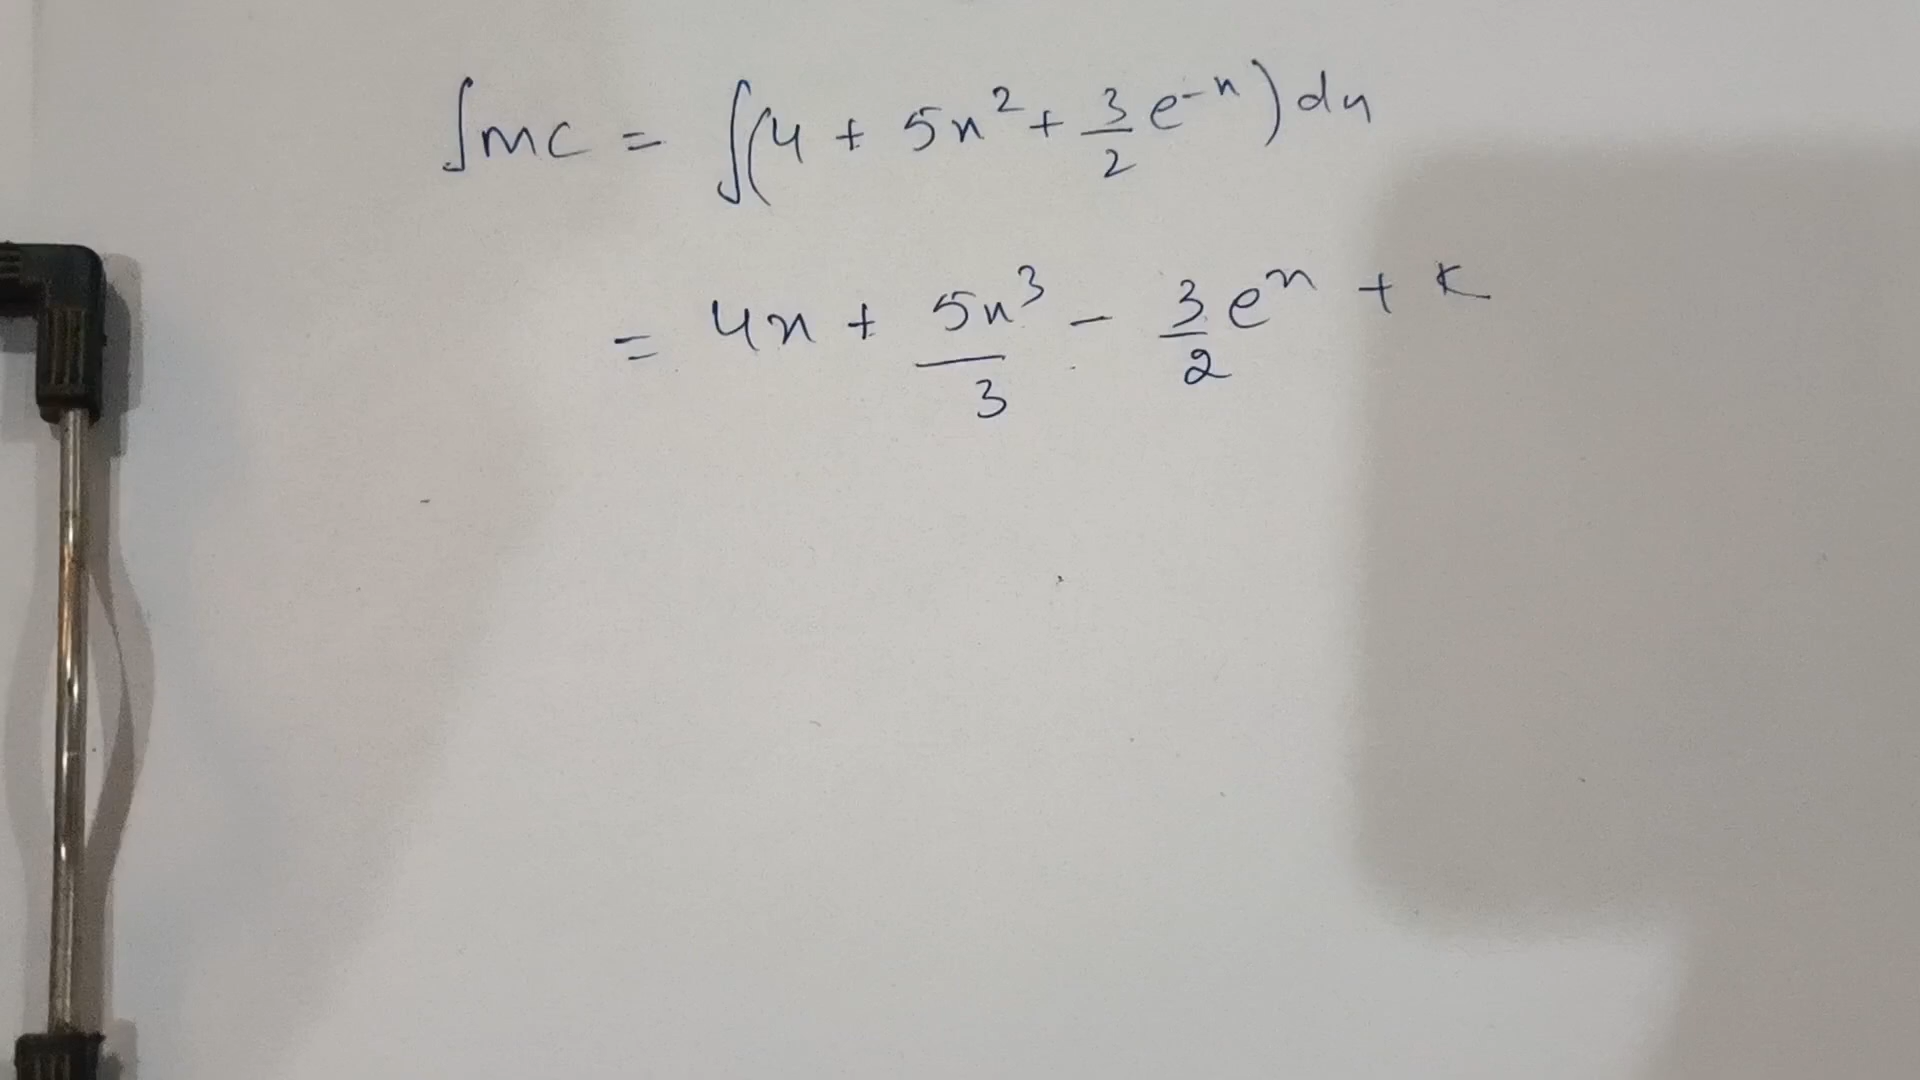 ∫MC = ∫(4 + 5x² + 3/2 e⁻ˣ) dx
= 4x + 5x³/3 - 3/2 eˣ + K